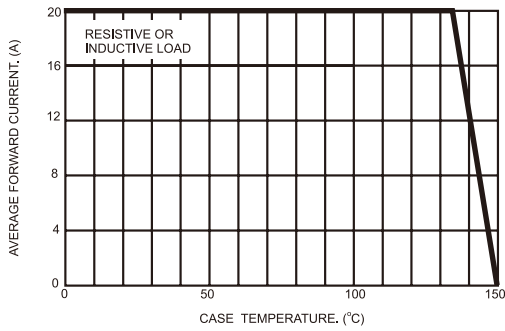 20
RESISTIVE OR
INDUCTIVE LOAD
16
12
8
4
0
AVERAGE FORWARD CURRENT. (A)
0
50
100
150
CASE TEMPERATURE. (°C)